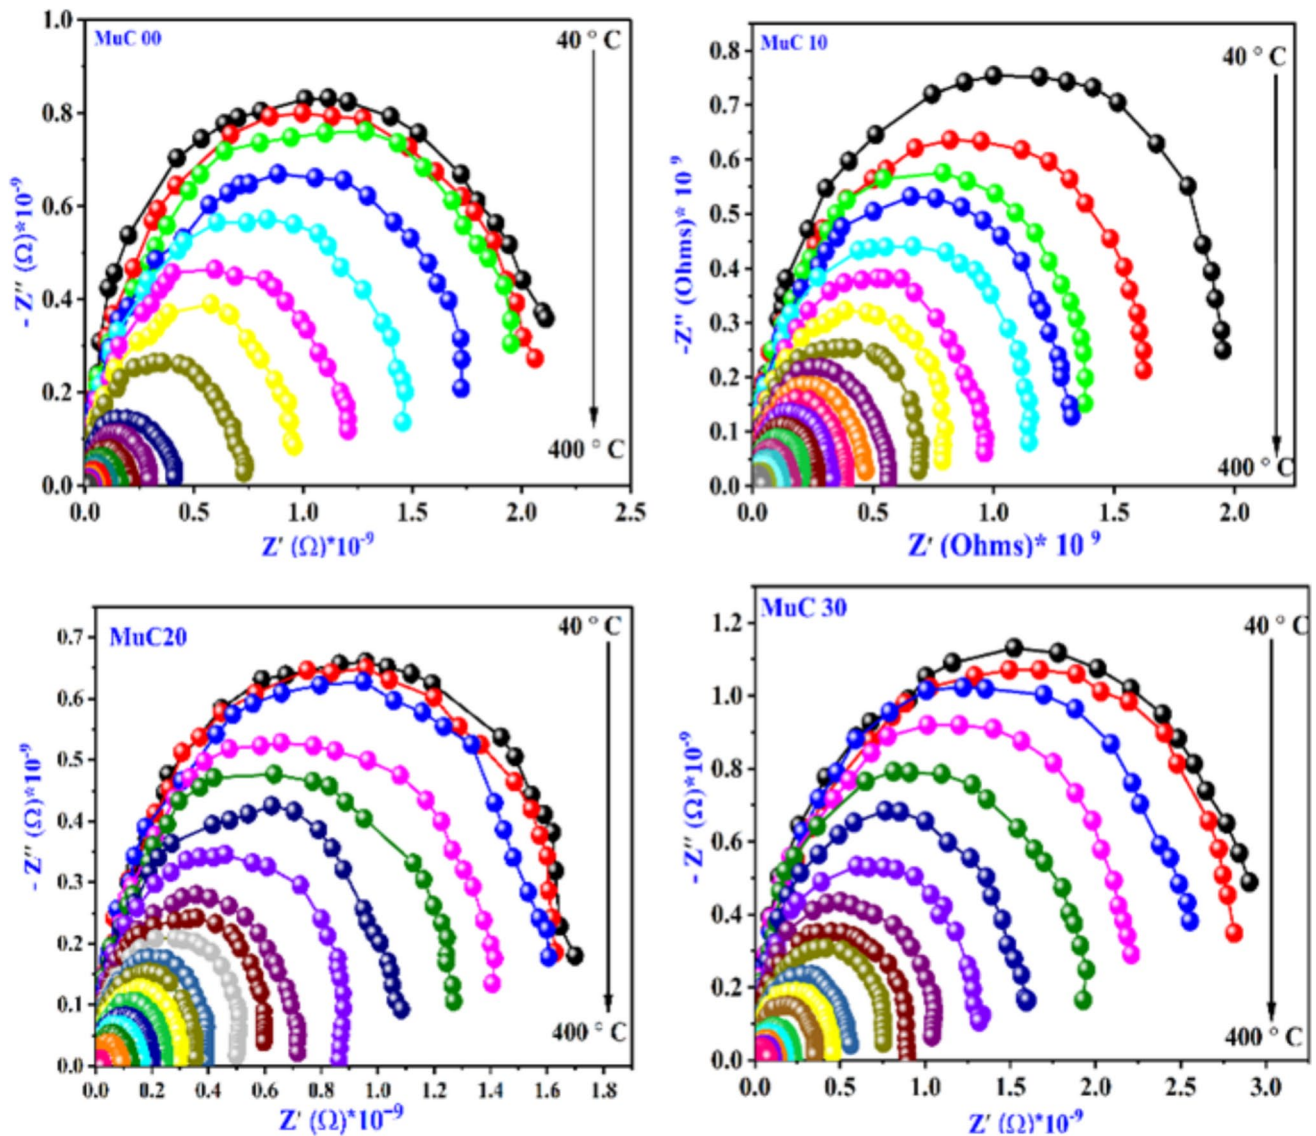 MuC 00
40 ° C
400 ° C
- Z'' (Ω)*10⁻⁹
1.0
0.8
0.6
0.4
0.2
0.0
0.0 0.5 1.0 1.5 2.0 2.5
Z' (Ω)*10⁻⁹
MuC 10
40 ° C
400 ° C
-Z'' (Ohms)* 10 ⁹
0.8
0.7
0.6
0.5
0.4
0.3
0.2
0.1
0.0
0.0 0.5 1.0 1.5 2.0
Z' (Ohms)* 10 ⁹
MuC20
40 ° C
400 ° C
- Z'' (Ω)*10⁻⁹
0.7
0.6
0.5
0.4
0.3
0.2
0.1
0.0
0.0 0.2 0.4 0.6 1.0 1.2 1.4 1.6 1.8
Z' (Ω)*10⁻⁹
MuC 30
40 ° C
400 ° C
- Z'' (Ω)*10⁻⁹
1.2
1.0
0.8
0.6
0.4
0.2
0.0
0.0 0.5 1.0 1.5 2.0 2.5 3.0
Z' (Ω)*10⁻⁹